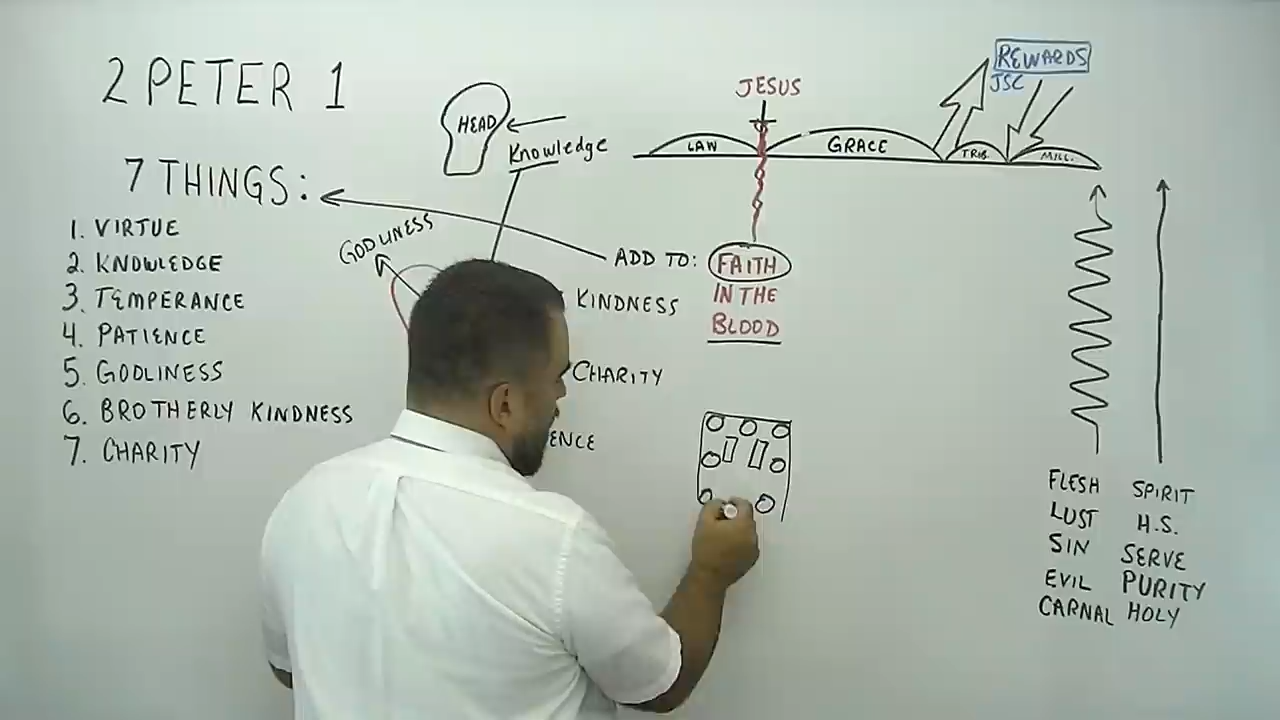 2 PETER 1
7 THINGS:
1. VIRTUE
2. KNOWLEDGE
3. TEMPERANCE
4. PATIENCE
5. GODLINESS
6. BROTHERLY KINDNESS
7. CHARITY
HEAD
Knowledge
GODLINESS
KINDNESS
CHARITY
ENCE
JESUS
LAW
GRACE
TRIB.
MILL.
REWARDS
JSC
ADD TO: FAITH
IN THE
BLOOD
FLESH
LUST
SIN
EVIL
CARNAL
SPIRIT
H.S.
SERVE
PURITY
HOLY